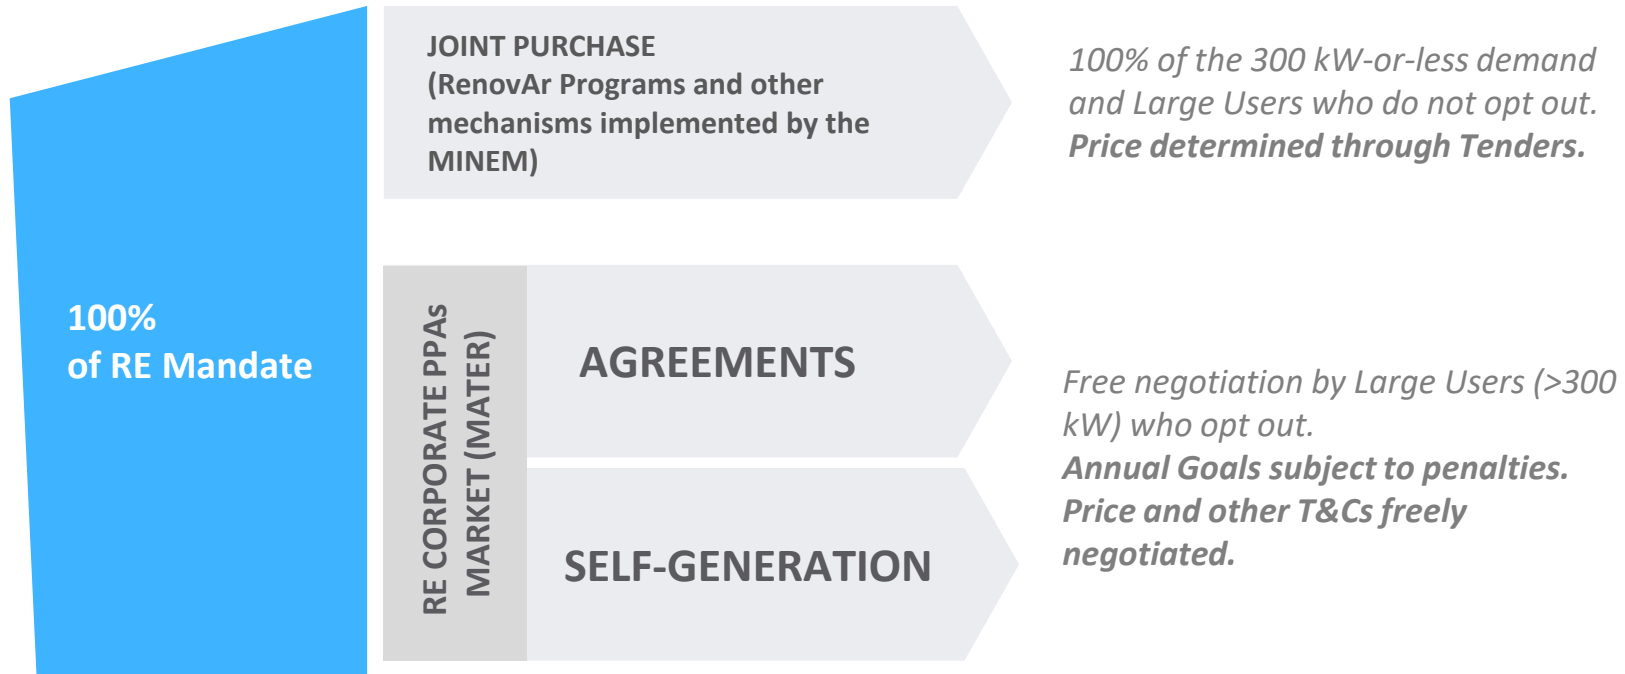 100%
of RE Mandate
JOINT PURCHASE
(RenovAr Programs and other
mechanisms implemented by the
MINEM)
100% of the 300 kW-or-less demand
and Large Users who do not opt out.
Price determined through Tenders.
RE CORPORATE PPAs
MARKET (MATER)
AGREEMENTS
SELF-GENERATION
Free negotiation by Large Users (>300
kW) who opt out.
Annual Goals subject to penalties.
Price and other T&Cs freely
negotiated.